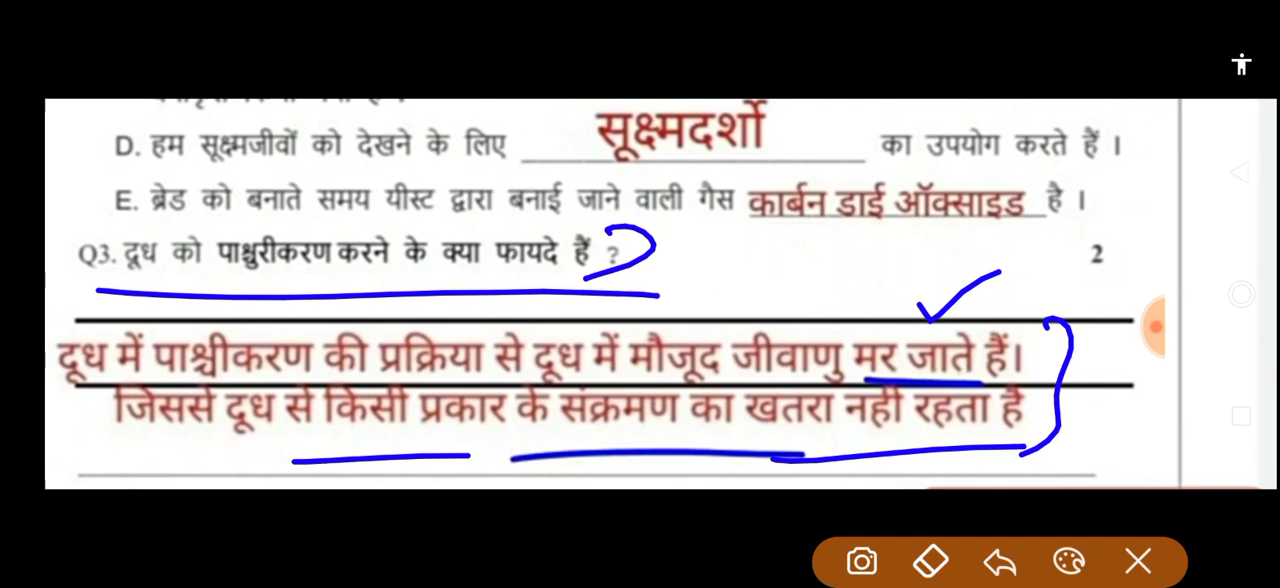 D. हम सूक्ष्मजीवों को देखने के लिए सूक्ष्मदर्शी का उपयोग करते हैं ।
E. ब्रेड को बनाते समय यीस्ट द्वारा बनाई जाने वाली गैस कार्बन डाई ऑक्साइड है ।
Q3. दूध को पाश्चुरीकरण करने के क्या फायदे हैं ? 2
दूध में पाश्चीकरण की प्रक्रिया से दूध में मौजूद जीवाणु मर जाते हैं।
जिससे दूध से किसी प्रकार के संक्रमण का खतरा नही रहता है